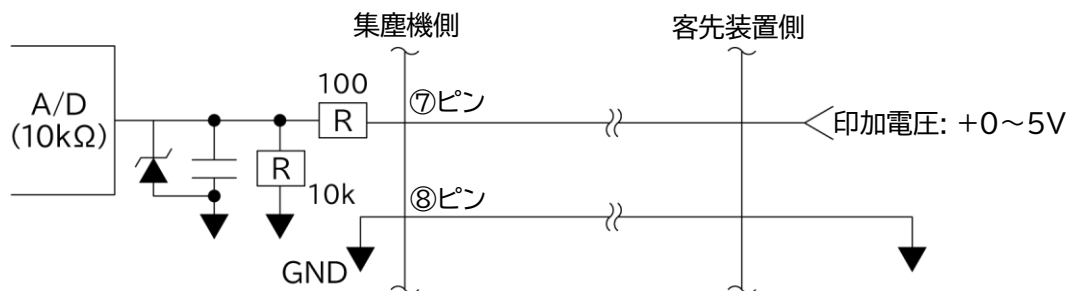 集塵機側
客先装置側
A/D
(10kΩ)
100
R
⑦ピン
印加電圧: +0～5V
R
10k
⑧ピン
GND